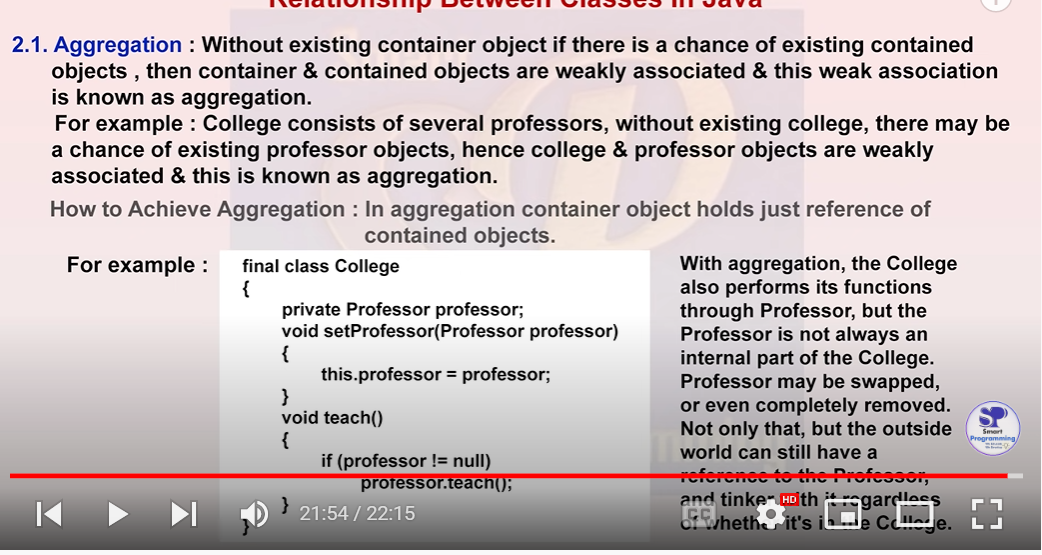 Relationship Between Classes in Java
2.1. Aggregation : Without existing container object if there is a chance of existing contained
objects , then container & contained objects are weakly associated & this weak association
is known as aggregation.
For example : College consists of several professors, without existing college, there may be
a chance of existing professor objects, hence college & professor objects are weakly
associated & this is known as aggregation.
How to Achieve Aggregation : In aggregation container object holds just reference of
contained objects.
For example :
final class College
{
private Professor professor;
void setProfessor(Professor professor)
{
this.professor = professor;
}
void teach()
{
if (professor != null)
professor.teach();
}
}
With aggregation, the College
also performs its functions
through Professor, but the
Professor is not always an
internal part of the College.
Professor may be swapped,
or even completely removed.
Not only that, but the outside
world can still have a
reference to the Professor,
and tinker with it regardless
of whether it's in the College.
SP
Smart
Programming
21:54 / 22:15
CC
HD